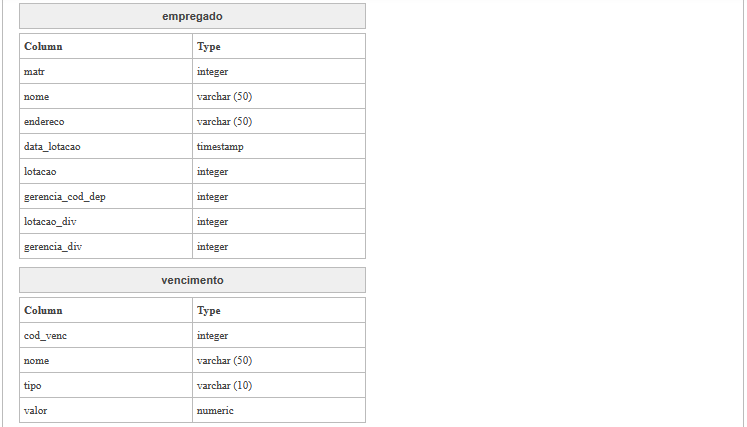 empregado
Column Type
matr integer
nome varchar (50)
endereco varchar (50)
data_lotacao timestamp
lotacao integer
gerencia_cod_dep integer
lotacao_div integer
gerencia_div integer
vencimento
Column Type
cod_venc integer
nome varchar (50)
tipo varchar (10)
valor numeric